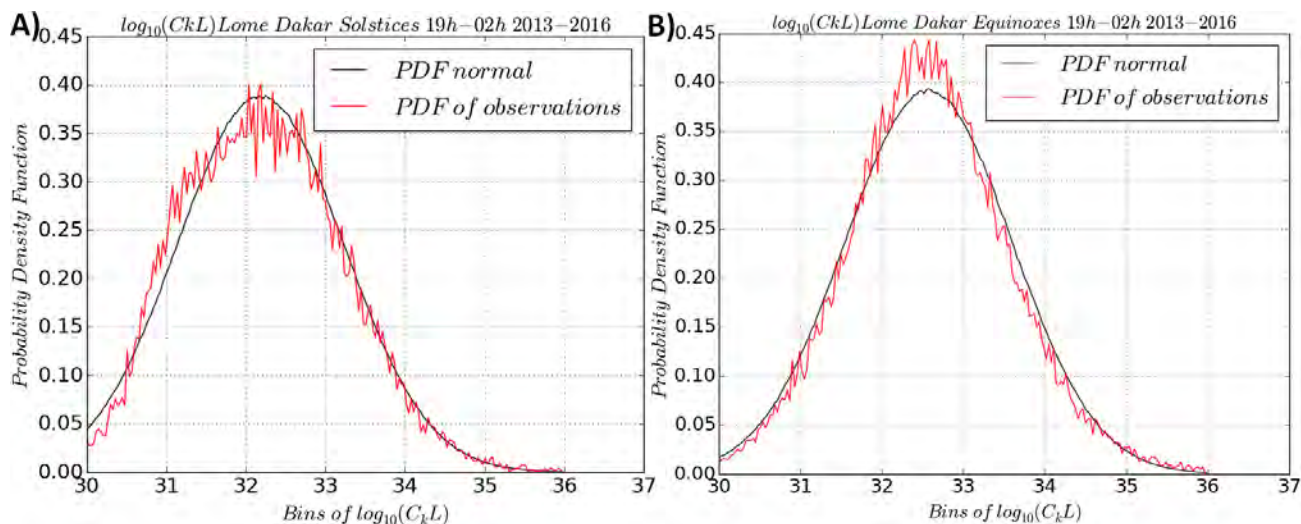 A)
log10(CkL)Lome Dakar Solstices 19h−02h 2013−2016
PDF normal
PDF of observations
Probability Density Function
0.45
0.40
0.35
0.30
0.25
0.20
0.15
0.10
0.05
0.00
30 31 32 33 34 35 36 37
Bins of log10(CkL)
B)
log10(CkL)Lome Dakar Equinoxes 19h−02h 2013−2016
PDF normal
PDF of observations
Probability Density Function
0.45
0.40
0.35
0.30
0.25
0.20
0.15
0.10
0.05
0.00
30 31 32 33 34 35 36 37
Bins of log10(CkL)